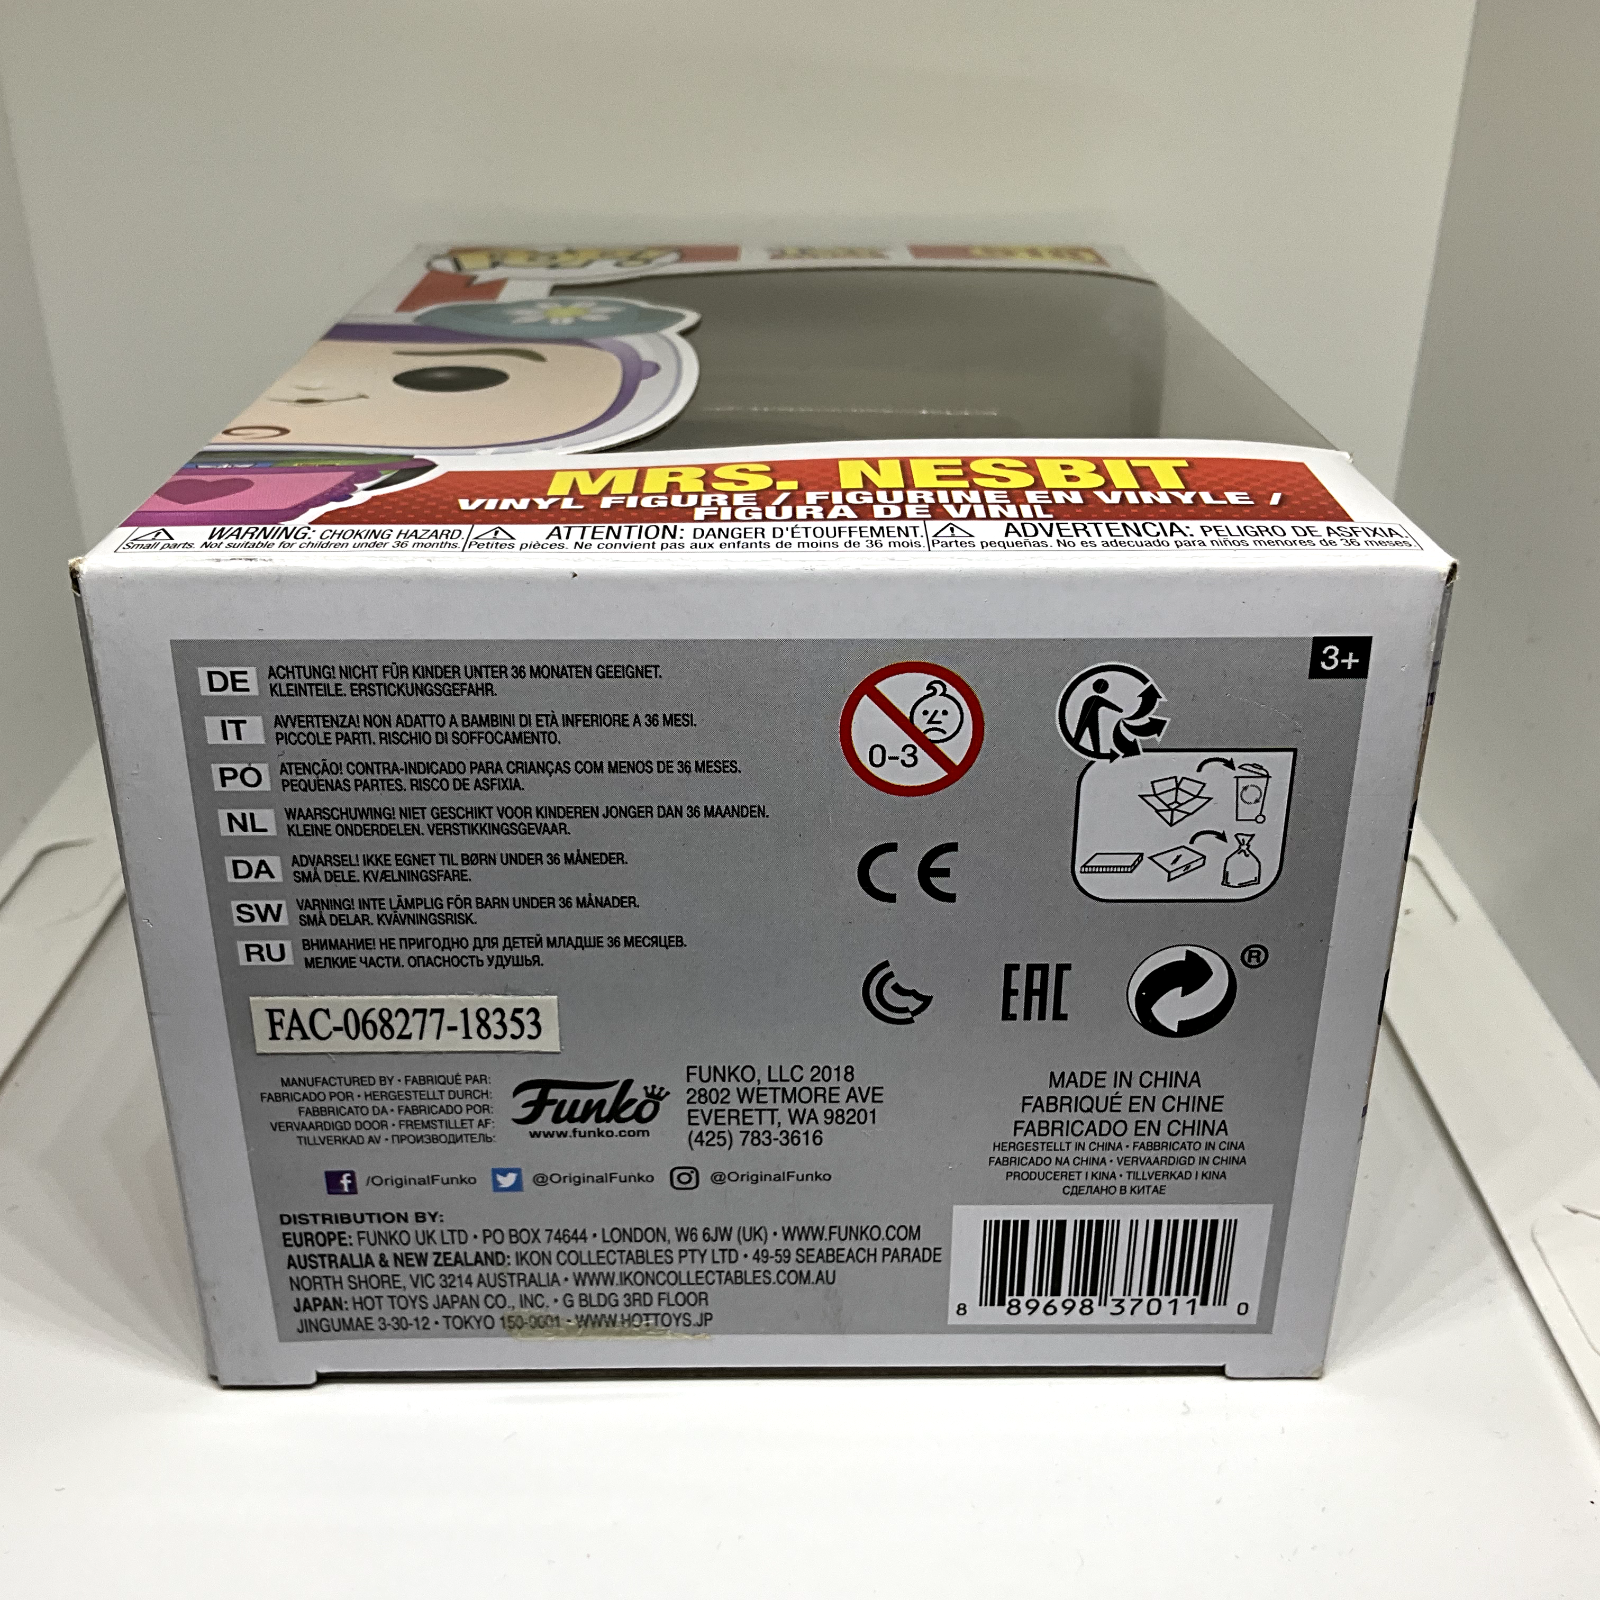 MRS. NESBIT
VINYL FIGURE / FIGURINE EN VINYLE /
FIGURA DE VINIL
WARNING: CHOKING HAZARD.
Small parts. Not suitable for children under 36 months.
ATTENTION: DANGER D'ÉTOUFFEMENT.
Petites pièces. Ne convient pas aux enfants de moins de 36 mois.
ADVERTENCIA: PELIGRO DE ASFIXIA.
Partes pequeñas. No es adecuado para niños menores de 36 meses.
3+
DE ACHTUNG! NICHT FÜR KINDER UNTER 36 MONATEN GEEIGNET.
KLEINTEILE. ERSTICKUNGSGEFAHR.
IT AVVERTENZA! NON ADATTO A BAMBINI DI ETÀ INFERIORE A 36 MESI.
PICCOLE PARTI. RISCHIO DI SOFFOCAMENTO.
PO ATENÇÃO! CONTRA-INDICADO PARA CRIANÇAS COM MENOS DE 36 MESES.
PEQUENAS PARTES. RISCO DE ASFIXIA.
NL WAARSCHUWING! NIET GESCHIKT VOOR KINDEREN JONGER DAN 36 MAANDEN.
KLEINE ONDERDELEN. VERSTIKKINGSGEVAAR.
DA ADVARSEL! IKKE EGNET TIL BØRN UNDER 36 MÅNEDER.
SMÅ DELE. KVÆLNINGSFARE.
SW VARNING! INTE LÄMPLIG FÖR BARN UNDER 36 MÅNADER.
SMÅ DELAR. KVÄVNINGSRISK.
RU ВНИМАНИЕ! НЕ ПРИГОДНО ДЛЯ ДЕТЕЙ МЛАДШЕ 36 МЕСЯЦЕВ.
МЕЛКИЕ ЧАСТИ. ОПАСНОСТЬ УДУШЬЯ.
0-3
CE
EAC
®
FAC-068277-18353
MANUFACTURED BY • FABRIQUÉ PAR:
FABRICADO POR • HERGESTELLT DURCH:
FABBRICATO DA • FABRICADO POR:
VERVAARDIGD DOOR • FREMSTILLET AF:
TILLVERKAD AV • ПРОИЗВОДИТЕЛЬ:
Funko
www.funko.com
FUNKO, LLC 2018
2802 WETMORE AVE
EVERETT, WA 98201
(425) 783-3616
MADE IN CHINA
FABRIQUÉ EN CHINE
FABRICADO EN CHINA
HERGESTELLT IN CHINA • FABBRICATO IN CINA
FABRICADO NA CHINA • VERVAARDIGD IN CHINA
PRODUCERET I KINA • TILLVERKAD I KINA
СДЕЛАНО В КИТАЕ
f /OriginalFunko @OriginalFunko @OriginalFunko
DISTRIBUTION BY:
EUROPE: FUNKO UK LTD • PO BOX 74644 • LONDON, W6 6JW (UK) • WWW.FUNKO.COM
AUSTRALIA & NEW ZEALAND: IKON COLLECTABLES PTY LTD • 49-59 SEABEACH PARADE
NORTH SHORE, VIC 3214 AUSTRALIA • WWW.IKONCOLLECTABLES.COM.AU
JAPAN: HOT TOYS JAPAN CO., INC. • G BLDG 3RD FLOOR
JINGUMAE 3-30-12 • TOKYO 150-0001 • WWW.HOTTOYS.JP
8 89698 37011 0